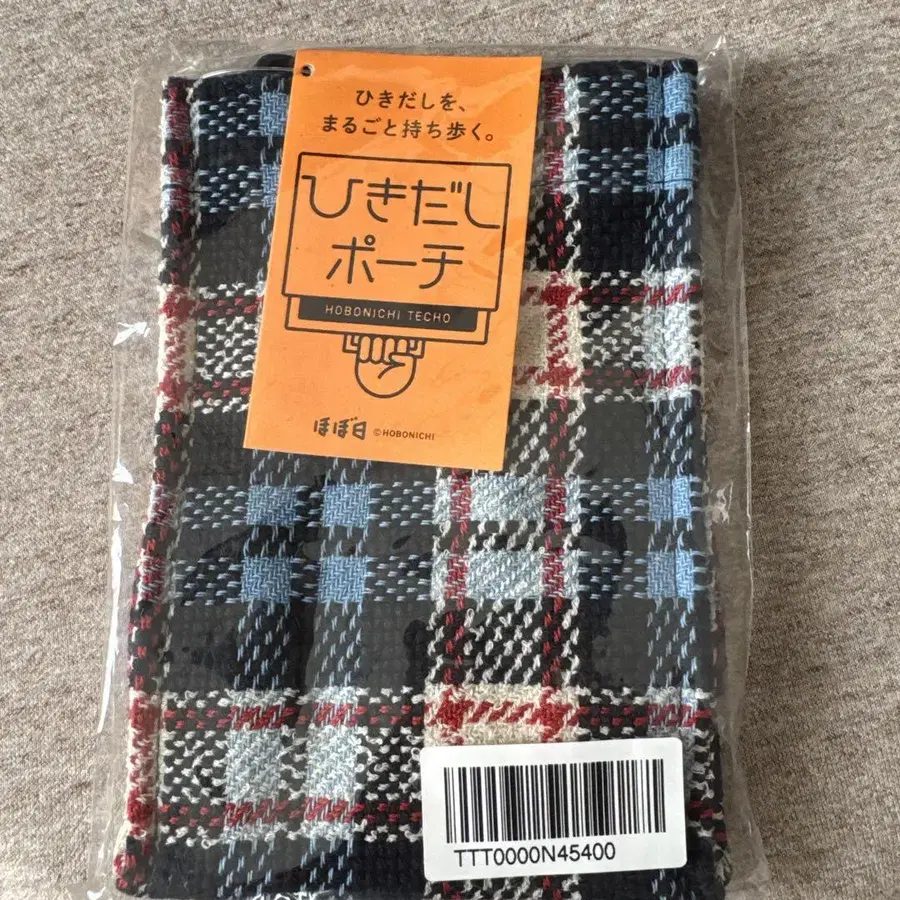 ひきだしを、
まるごと持ち歩く。
ひきだし
ポーチ
HOBONICHI TECHO
ほぼ日 ©HOBONICHI
TTT0000N45400